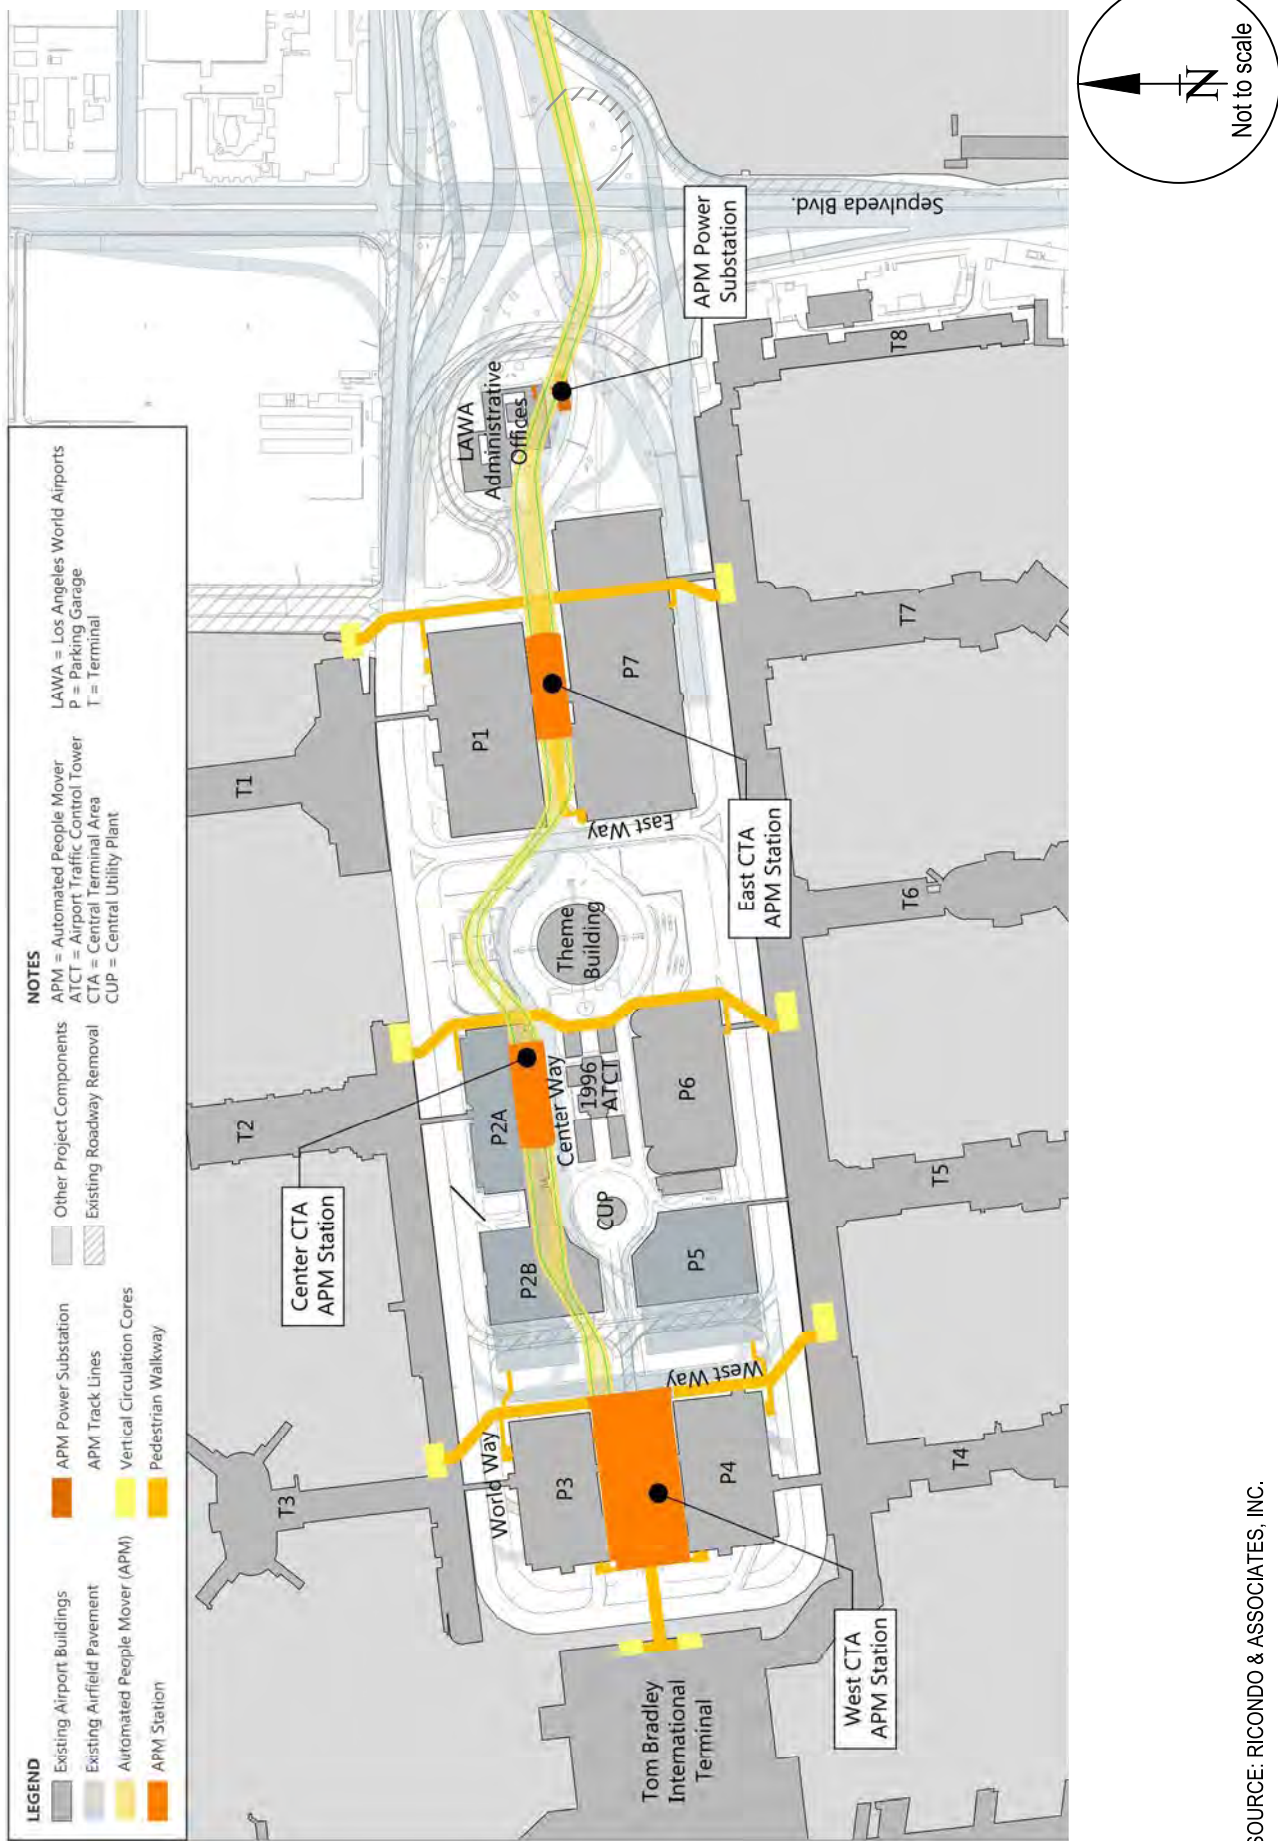 LEGEND
Existing Airport Buildings
Existing Airfield Pavement
Automated People Mover (APM)
APM Station
APM Power Substation
APM Track Lines
Vertical Circulation Cores
Pedestrian Walkway
Other Project Components
Existing Roadway Removal
NOTES
APM = Automated People Mover
ATCT = Airport Traffic Control Tower
CTA = Central Terminal Area
CUP = Central Utility Plant
LAWA = Los Angeles World Airports
P = Parking Garage
T = Terminal
T3
T2
T1
Center CTA
APM Station
World Way
P3
P2B
P2A
P1
LAWA
Administrative
Offices
Center Way
1996
ATCT
CUP
Theme
Building
East Way
West Way
P4
P5
P6
P7
APM Power
Substation
Sepulveda Blvd.
Tom Bradley
International
Terminal
West CTA
APM Station
East CTA
APM Station
T4
T5
T6
T7
T8
N
Not to scale
SOURCE: RICONDO & ASSOCIATES, INC.